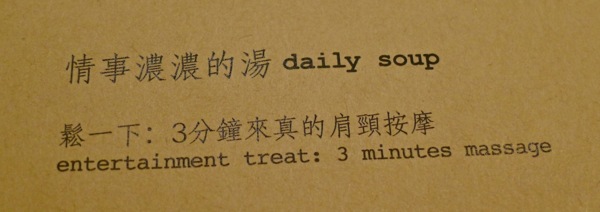 情事濃濃的湯 daily soup
鬆一下: 3分鐘來真的肩頸按摩
entertainment treat: 3 minutes massage